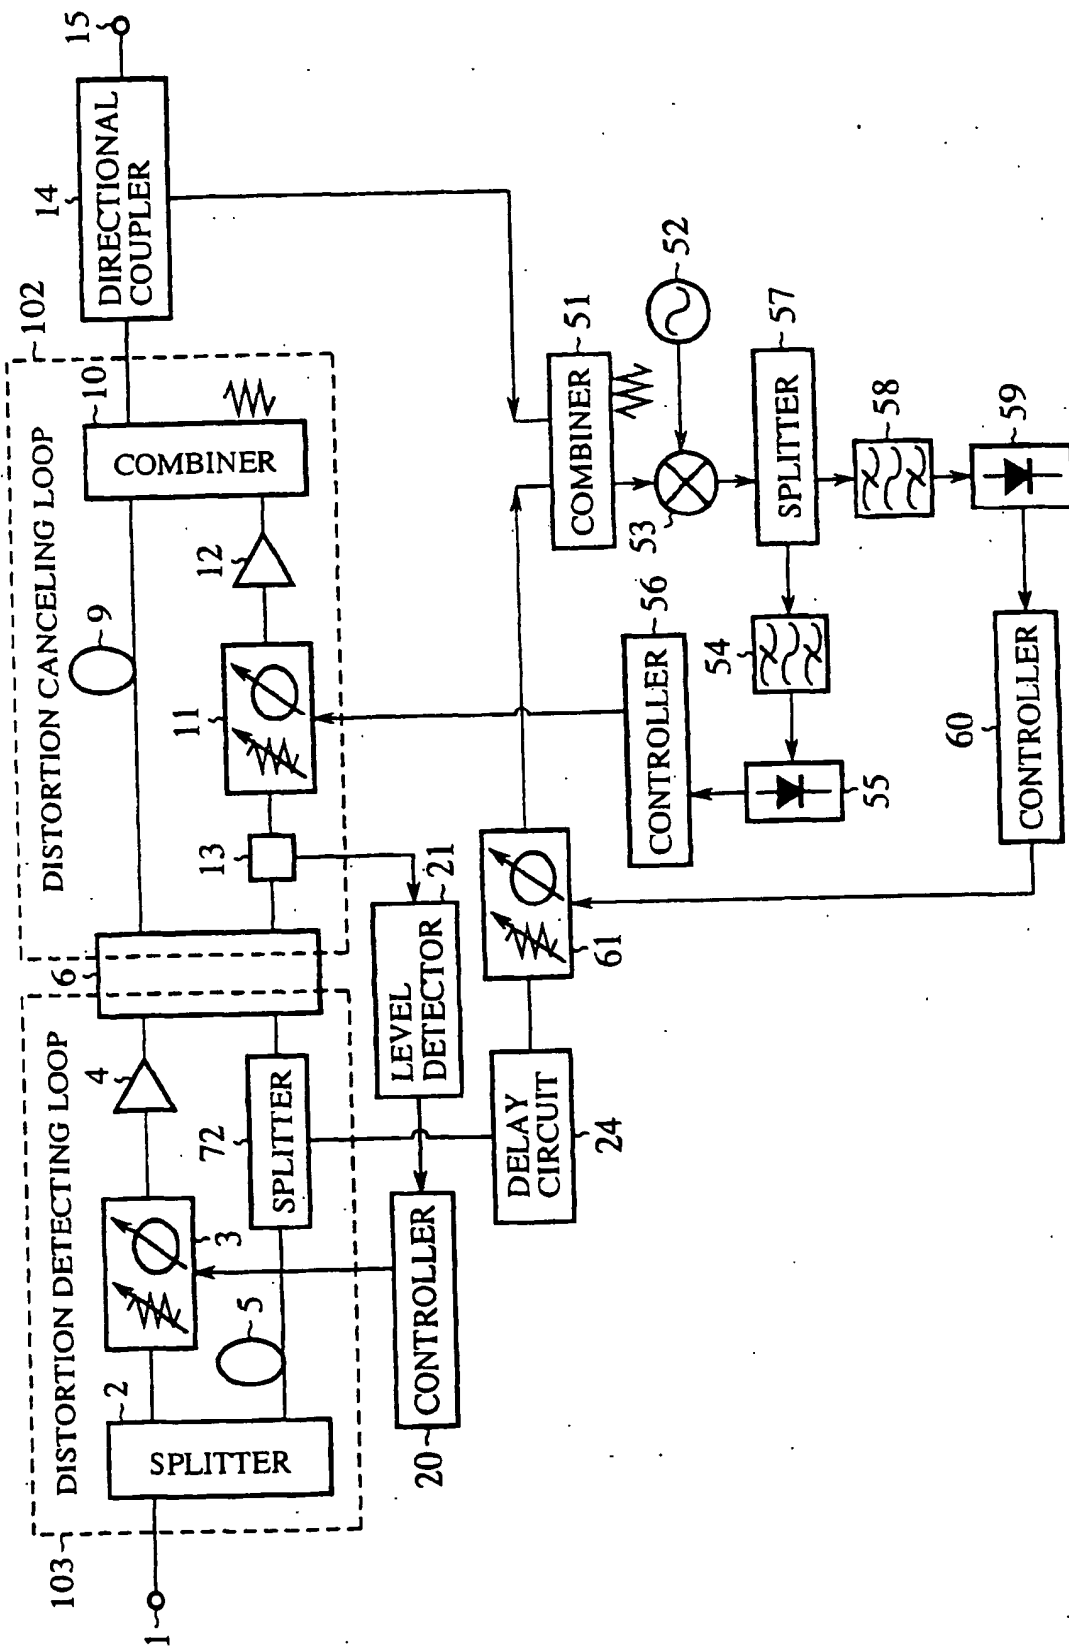 103
DISTORTION DETECTING LOOP
102
DISTORTION CANCELING LOOP
1
2
SPLITTER
3
4
5
72
SPLITTER
6
9
10
COMBINER
11
12
13
14
DIRECTIONAL
COUPLER
15
20
CONTROLLER
21
LEVEL
DETECTOR
24
DELAY
CIRCUIT
61
51
COMBINER
52
53
57
SPLITTER
54
55
56
CONTROLLER
58
59
60
CONTROLLER